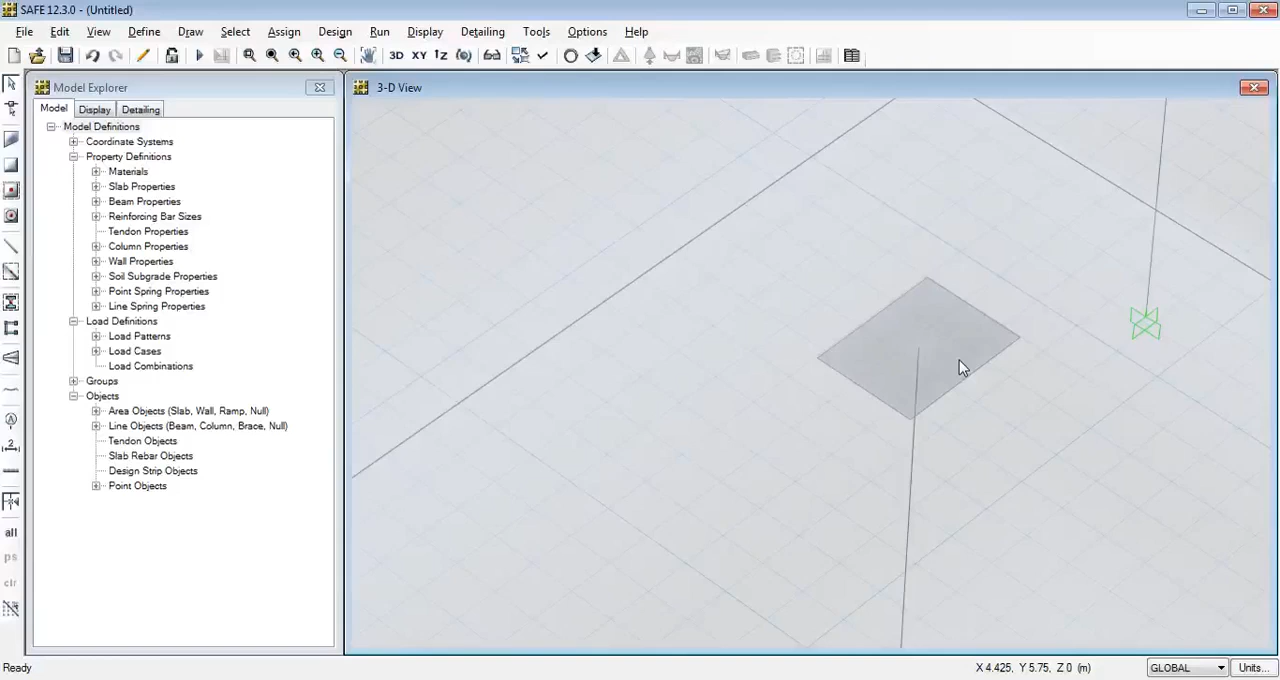 SAFE 12.3.0 - (Untitled)
File Edit View Define Draw Select Assign Design Run Display Detailing Tools Options Help
3D XY
Model Explorer
3-D View
Model Display Detailing
Model Definitions
Coordinate Systems
Property Definitions
Materials
Slab Properties
Beam Properties
Reinforcing Bar Sizes
Tendon Properties
Column Properties
Wall Properties
Soil Subgrade Properties
Point Spring Properties
Line Spring Properties
Load Definitions
Load Patterns
Load Cases
Load Combinations
Groups
Objects
Area Objects (Slab, Wall, Ramp, Null)
Line Objects (Beam, Column, Brace, Null)
Tendon Objects
Slab Rebar Objects
Design Strip Objects
Point Objects
all
ps
clr
Ready
X 4.425, Y 5.75, Z 0 (m)
GLOBAL
Units...